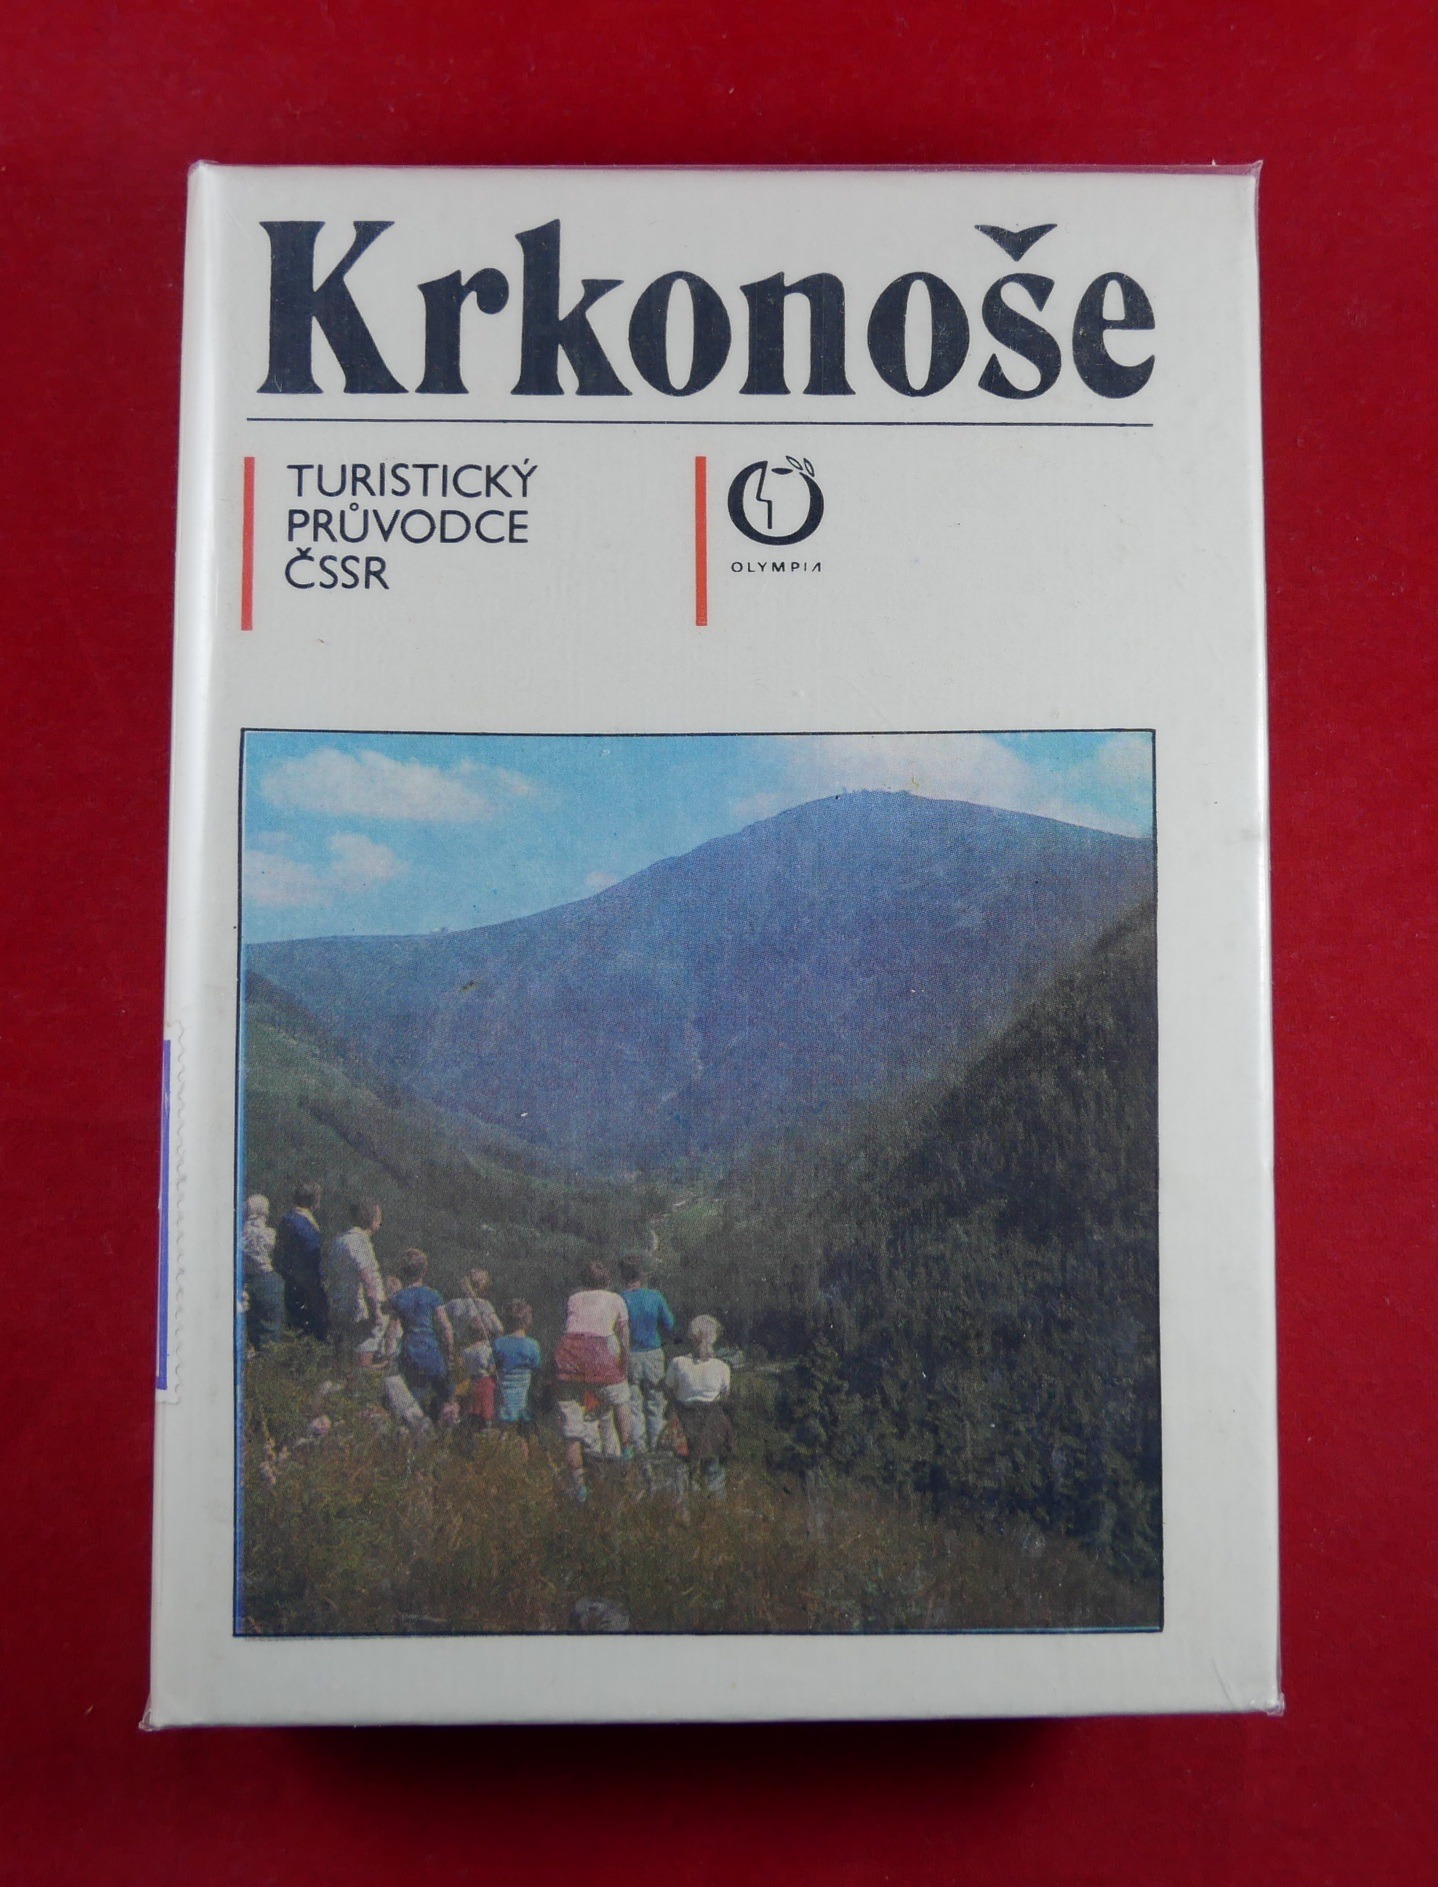 Krkonoše
TURISTICKÝ
PRŮVODCE
ČSSR
OLYMPIA